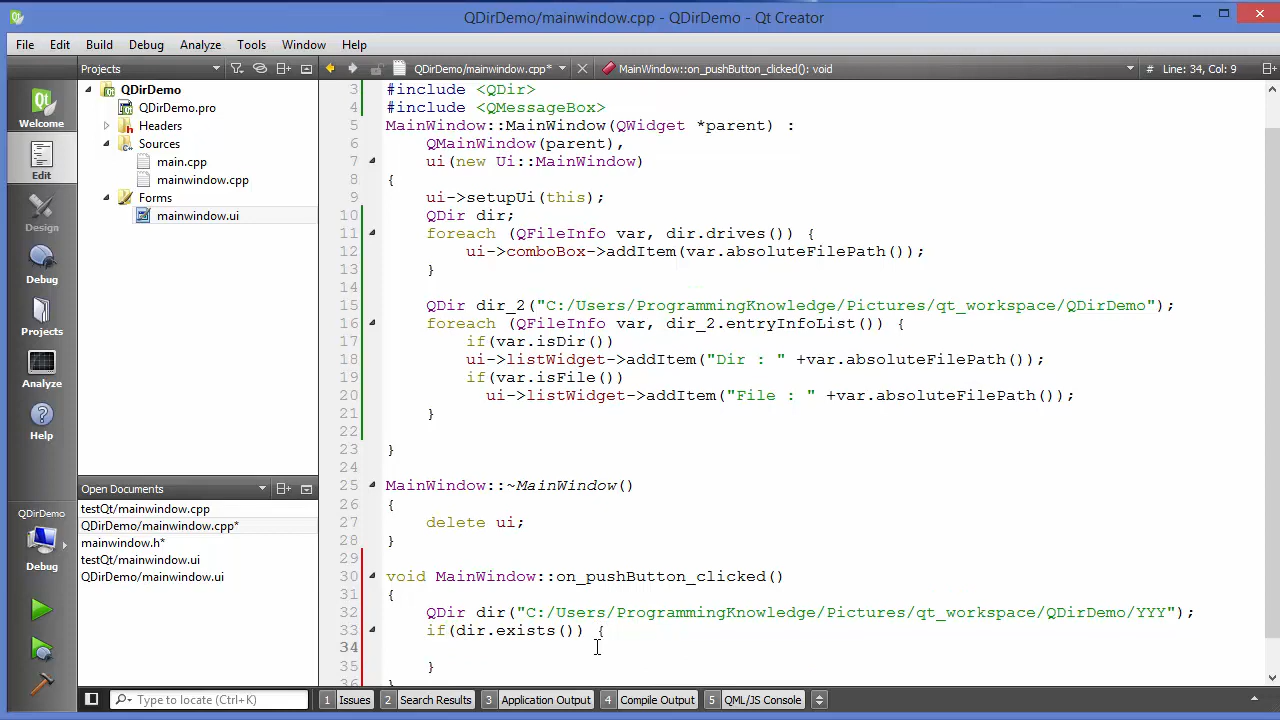 QDirDemo/mainwindow.cpp - QDirDemo - Qt Creator
File Edit Build Debug Analyze Tools Window Help
Projects
QDirDemo/mainwindow.cpp*
MainWindow::on_pushButton_clicked(): void
# Line: 34, Col: 9
Welcome
Edit
Design
Debug
Projects
Analyze
Help
QDirDemo
Debug
QDirDemo
QDirDemo.pro
Headers
Sources
main.cpp
mainwindow.cpp
Forms
mainwindow.ui
Open Documents
testQt/mainwindow.cpp
QDirDemo/mainwindow.cpp*
mainwindow.h*
testQt/mainwindow.ui
QDirDemo/mainwindow.ui
3 #include <QDir>
4 #include <QMessageBox>
5 MainWindow::MainWindow(QWidget *parent) :
6 QMainWindow(parent),
7 ui(new Ui::MainWindow)
8 {
9 ui->setupUi(this);
10 QDir dir;
11 foreach (QFileInfo var, dir.drives()) {
12 ui->comboBox->addItem(var.absoluteFilePath());
13 }
14
15 QDir dir_2("C:/Users/ProgrammingKnowledge/Pictures/qt_workspace/QDirDemo");
16 foreach (QFileInfo var, dir_2.entryInfoList()) {
17 if(var.isDir())
18 ui->listWidget->addItem("Dir : " +var.absoluteFilePath());
19 if(var.isFile())
20 ui->listWidget->addItem("File : " +var.absoluteFilePath());
21 }
22
23 }
24
25 MainWindow::~MainWindow()
26 {
27 delete ui;
28 }
29
30 void MainWindow::on_pushButton_clicked()
31 {
32 QDir dir("C:/Users/ProgrammingKnowledge/Pictures/qt_workspace/QDirDemo/YYY");
33 if(dir.exists()) {
34
35 }
36 }
Type to locate (Ctrl+K)
1 Issues
2 Search Results
3 Application Output
4 Compile Output
5 QML/JS Console